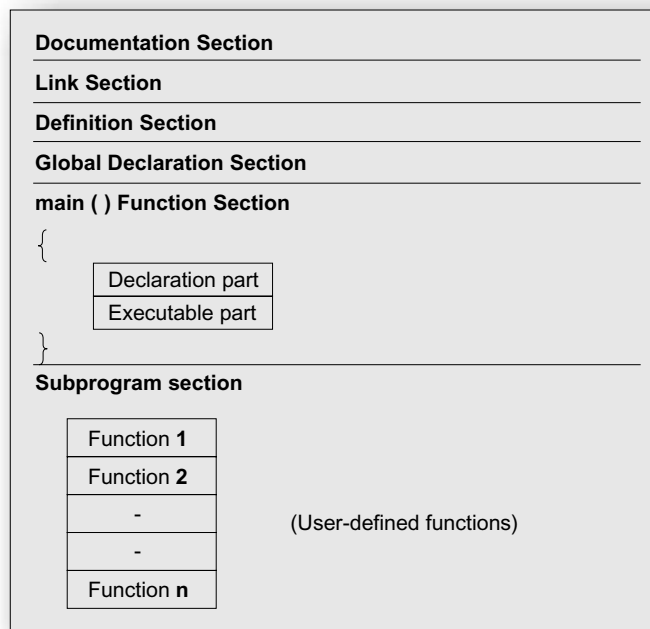 Documentation Section
Link Section
Definition Section
Global Declaration Section
main ( ) Function Section
{
Declaration part
Executable part
}
Subprogram section
Function 1
Function 2
-
-
Function n
(User-defined functions)